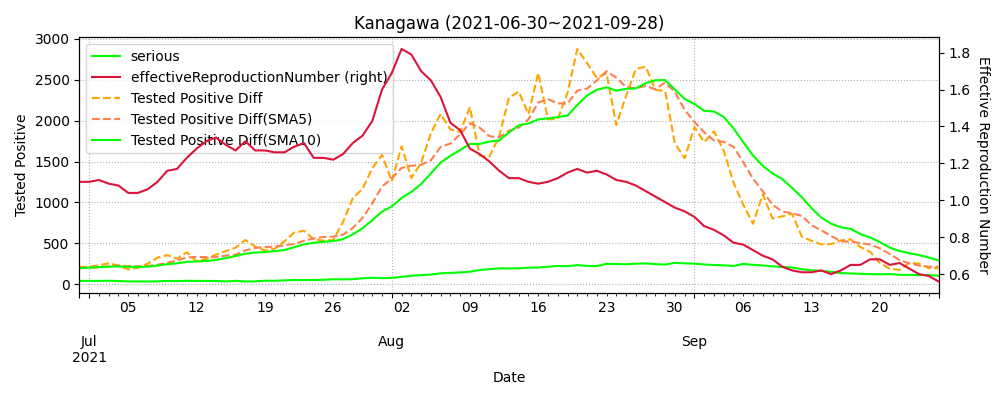 Kanagawa (2021-06-30~2021-09-28)
serious
effectiveReproductionNumber (right)
Tested Positive Diff
Tested Positive Diff(SMA5)
Tested Positive Diff(SMA10)
Tested Positive
3000
2500
2000
1500
1000
500
0
Effective Reproduction Number
1.8
1.6
1.4
1.2
1.0
0.8
0.6
05 12 19 26 02 09 16 23 30 06 13 20
Jul Aug Sep
2021
Date